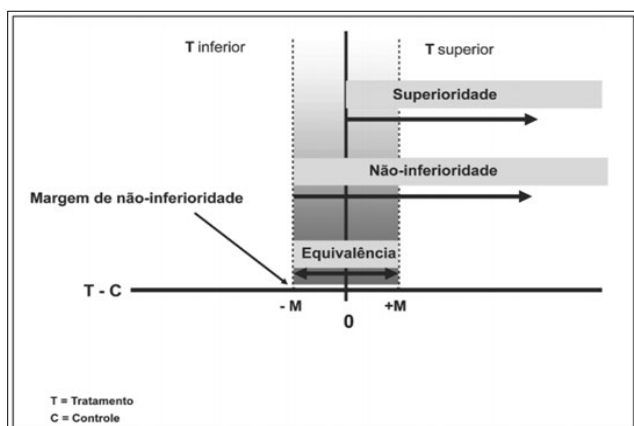 T inferior
T superior
Superioridade
Não-inferioridade
Margem de não-inferioridade
Equivalência
T - C
- M
+M
0
T = Tratamento
C = Controle